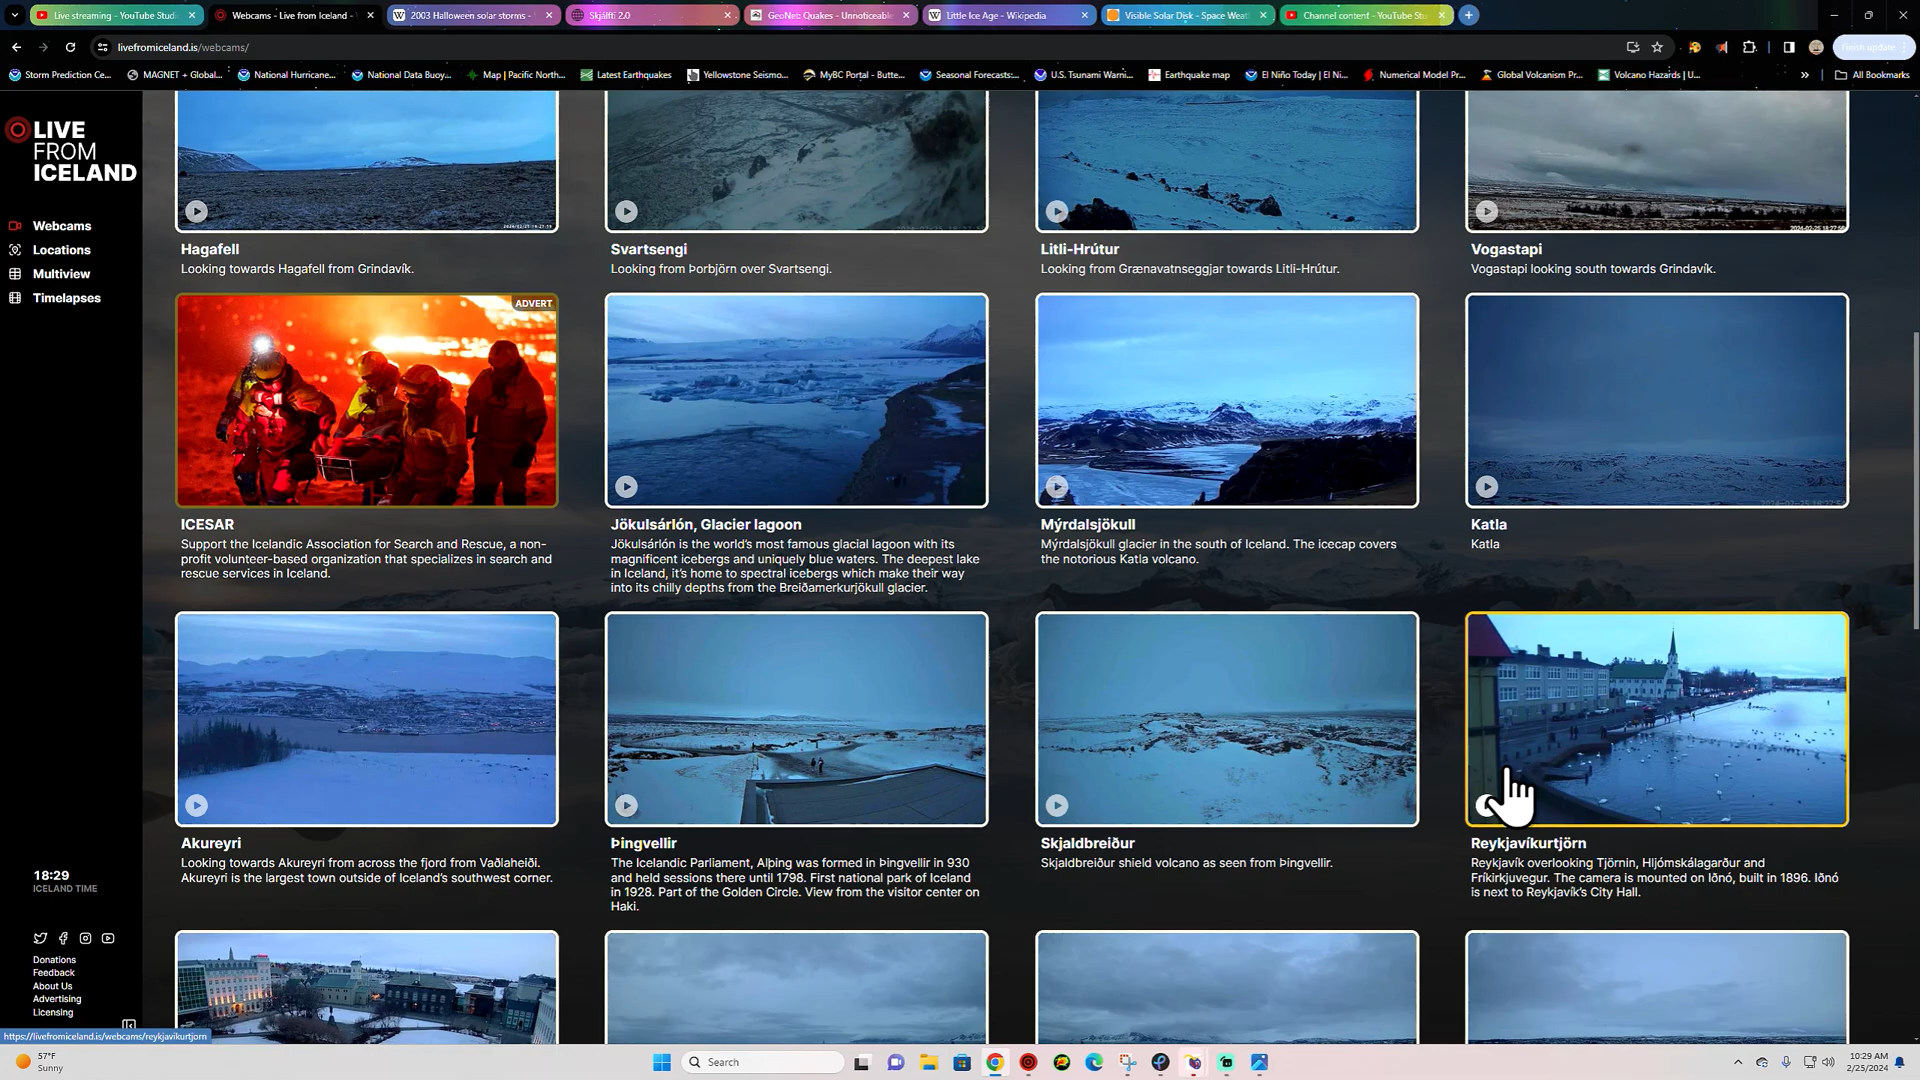 Live streaming - YouTube Stud
Webcams - Live from Iceland -
2003 Halloween solar storms -
Skjálfti 2.0
GeoNet: Quakes - Unnoticeable
Little Ice Age - Wikipedia
Visible Solar Disk - Space Weat
Channel content - YouTube Stu
livefromiceland.is/webcams/
Finish update
Storm Prediction Ce...
MAGNET + Global...
National Hurricane...
National Data Buoy...
Map | Pacific North...
Latest Earthquakes
Yellowstone Seismo...
MyBC Portal - Butte...
Seasonal Forecasts:...
U.S. Tsunami Warni...
Earthquake map
El Niño Today | El Ni...
Numerical Model Pr...
Global Volcanism Pr...
Volcano Hazards | U...
All Bookmarks
LIVE
FROM
ICELAND
Webcams
Locations
Multiview
Timelapses
Hagafell
Looking towards Hagafell from Grindavík.
Svartsengi
Looking from Þorbjörn over Svartsengi.
Litli-Hrútur
Looking from Grænavatnseggjar towards Litli-Hrútur.
Vogastapi
Vogastapi looking south towards Grindavík.
ADVERT
ICESAR
Support the Icelandic Association for Search and Rescue, a non-
profit volunteer-based organization that specializes in search and
rescue services in Iceland.
Jökulsárlón, Glacier lagoon
Jökulsárlón is the world's most famous glacial lagoon with its
magnificent icebergs and uniquely blue waters. The deepest lake
in Iceland, it's home to spectral icebergs which make their way
into its chilly depths from the Breiðamerkurjökull glacier.
Mýrdalsjökull
Mýrdalsjökull glacier in the south of Iceland. The icecap covers
the notorious Katla volcano.
Katla
Katla
Akureyri
Looking towards Akureyri from across the fjord from Vaðlaheiði.
Akureyri is the largest town outside of Iceland's southwest corner.
Þingvellir
The Icelandic Parliament, Alþing was formed in Þingvellir in 930
and held sessions there until 1798. First national park of Iceland
in 1928. Part of the Golden Circle. View from the visitor center on
Haki.
Skjaldbreiður
Skjaldbreiður shield volcano as seen from Þingvellir.
Reykjavíkurtjörn
Reykjavík overlooking Tjörnin, Hljómskálagarður and
Fríkirkjuvegur. The camera is mounted on Iðnó, built in 1896. Iðnó
is next to Reykjavík's City Hall.
18:29
ICELAND TIME
Donations
Feedback
About Us
Advertising
Licensing
https://livefromiceland.is/webcams/reykjavikurtjorn
57°F
Sunny
Search
10:29 AM
2/25/2024